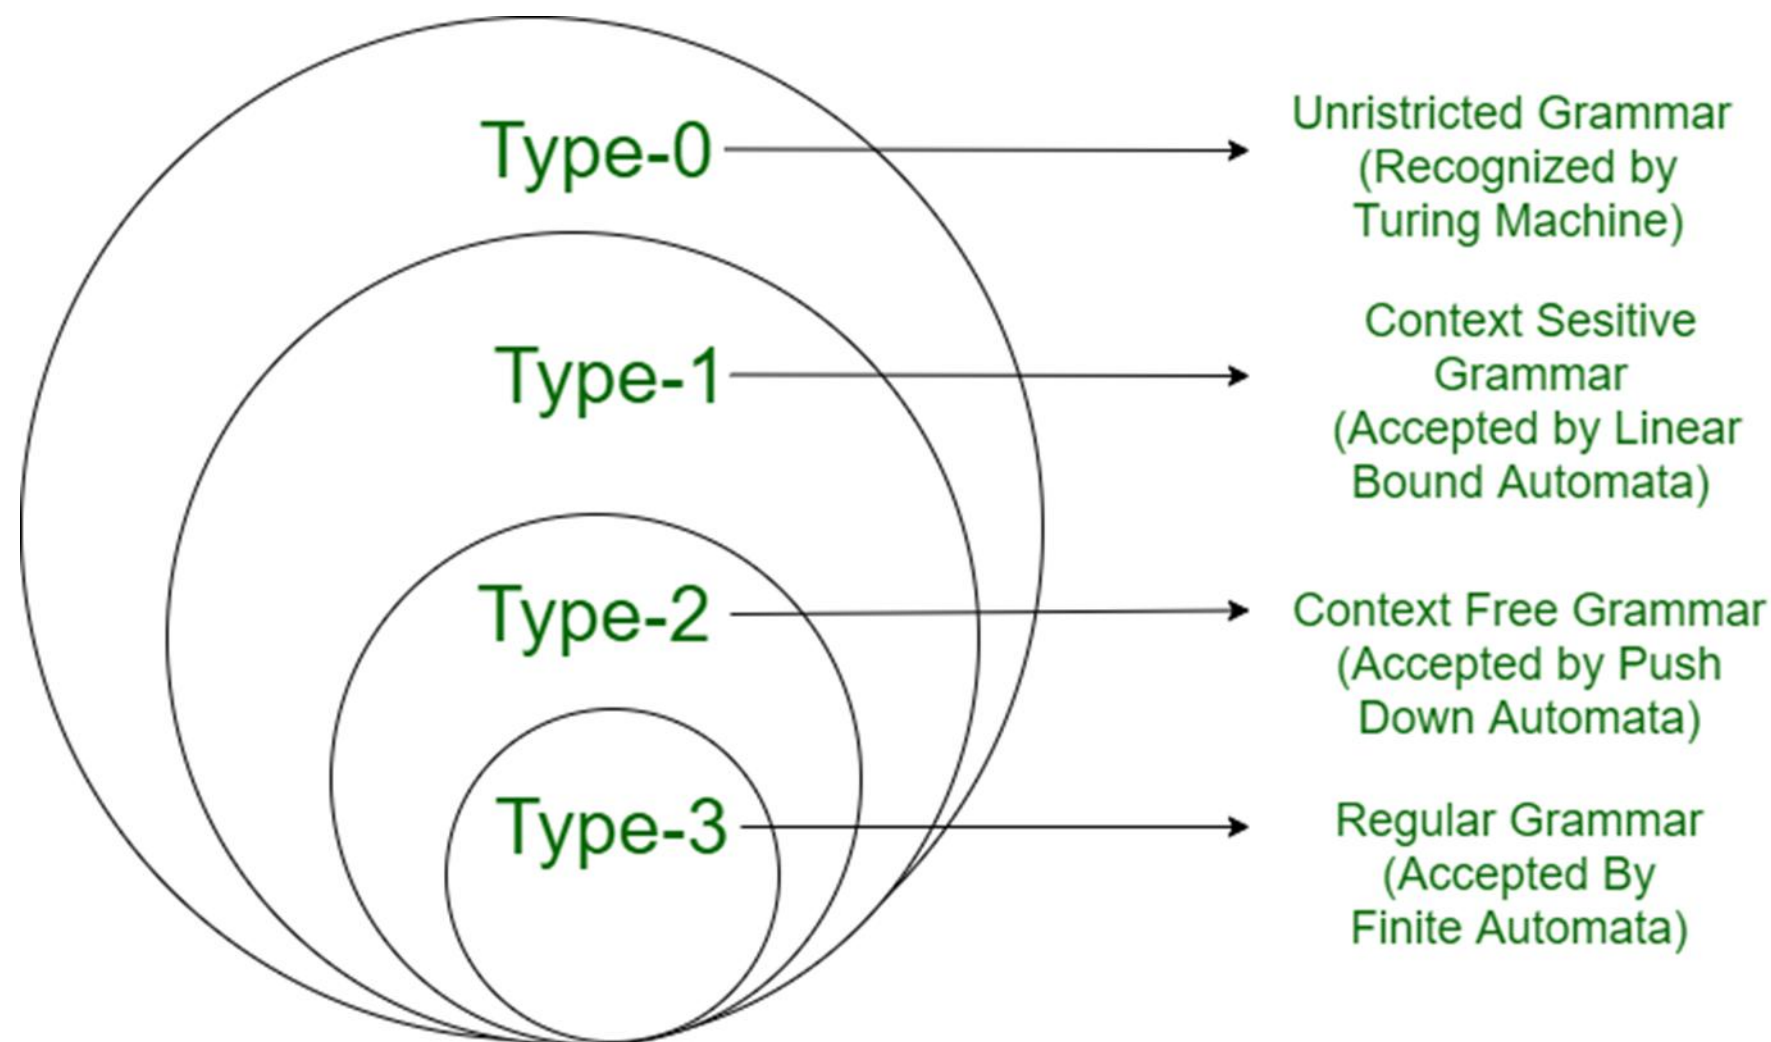 Type-0
Unristricted Grammar
(Recognized by
Turing Machine)
Type-1
Context Sesitive
Grammar
(Accepted by Linear
Bound Automata)
Type-2
Context Free Grammar
(Accepted by Push
Down Automata)
Type-3
Regular Grammar
(Accepted By
Finite Automata)